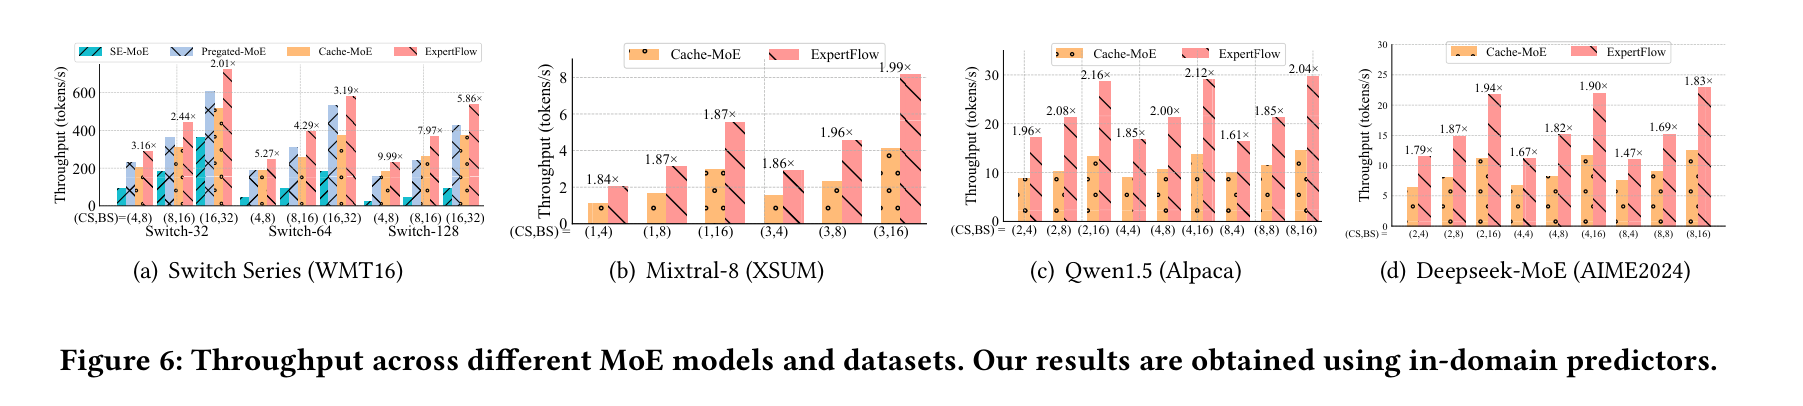 SE-MoE Pregated-MoE Cache-MoE ExpertFlow
Throughput (tokens/s)
600
400
200
0
3.16× 2.44× 2.01× 5.27× 4.29× 3.19× 9.99× 7.97× 5.86×
(CS,BS)=(4,8) (8,16) (16,32) (4,8) (8,16) (16,32) (4,8) (8,16) (16,32)
Switch-32 Switch-64 Switch-128
(a) Switch Series (WMT16)
Cache-MoE ExpertFlow
Throughput (tokens/s)
8
6
4
2
0
1.84× 1.87× 1.87× 1.86× 1.96× 1.99×
(CS,BS) = (1,4) (1,8) (1,16) (3,4) (3,8) (3,16)
(b) Mixtral-8 (XSUM)
Cache-MoE ExpertFlow
Throughput (tokens/s)
30
20
10
0
1.96× 2.08× 2.16× 1.85× 2.00× 2.12× 1.61× 1.85× 2.04×
(CS,BS) = (2,4) (2,8) (2,16) (4,4) (4,8) (4,16) (8,4) (8,8) (8,16)
(c) Qwen1.5 (Alpaca)
Cache-MoE ExpertFlow
Throughput (tokens/s)
30
25
20
15
10
5
0
1.79× 1.87× 1.94× 1.67× 1.82× 1.90× 1.47× 1.69× 1.83×
(CS,BS) = (2,4) (2,8) (2,16) (4,4) (4,8) (4,16) (8,4) (8,8) (8,16)
(d) Deepseek-MoE (AIME2024)
Figure 6: Throughput across different MoE models and datasets. Our results are obtained using in-domain predictors.